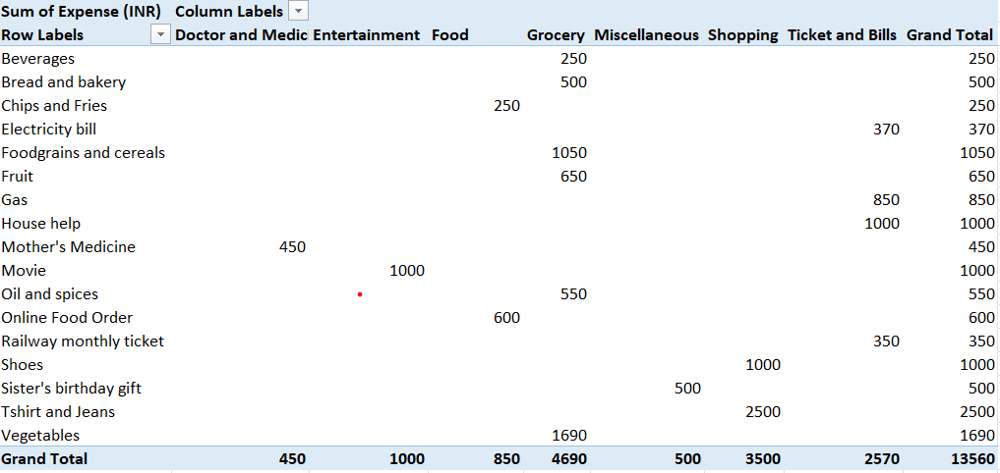 Sum of Expense (INR) Column Labels
Row Labels Doctor and Medic Entertainment Food Grocery Miscellaneous Shopping Ticket and Bills Grand Total
Beverages 250 250
Bread and bakery 500 500
Chips and Fries 250 250
Electricity bill 370 370
Foodgrains and cereals 1050 1050
Fruit 650 650
Gas 850 850
House help 1000 1000
Mother's Medicine 450 450
Movie 1000 1000
Oil and spices 550 550
Online Food Order 600 600
Railway monthly ticket 350 350
Shoes 1000 1000
Sister's birthday gift 500 500
Tshirt and Jeans 2500 2500
Vegetables 1690 1690
Grand Total 450 1000 850 4690 500 3500 2570 13560